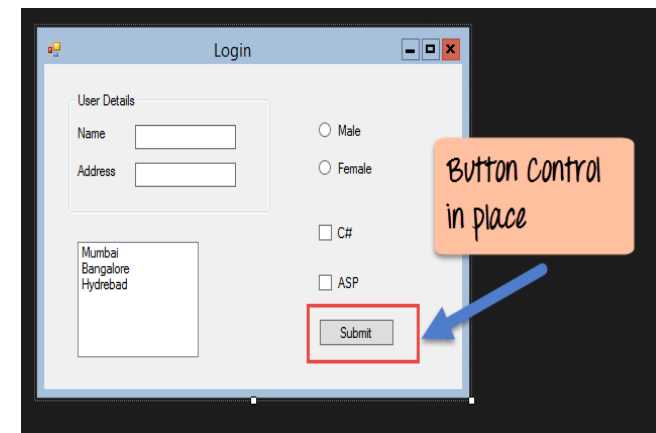 Login
User Details
Name
Address
Male
Female
C#
ASP
Mumbai
Bangalore
Hydrebad
Submit
Button Control
in place